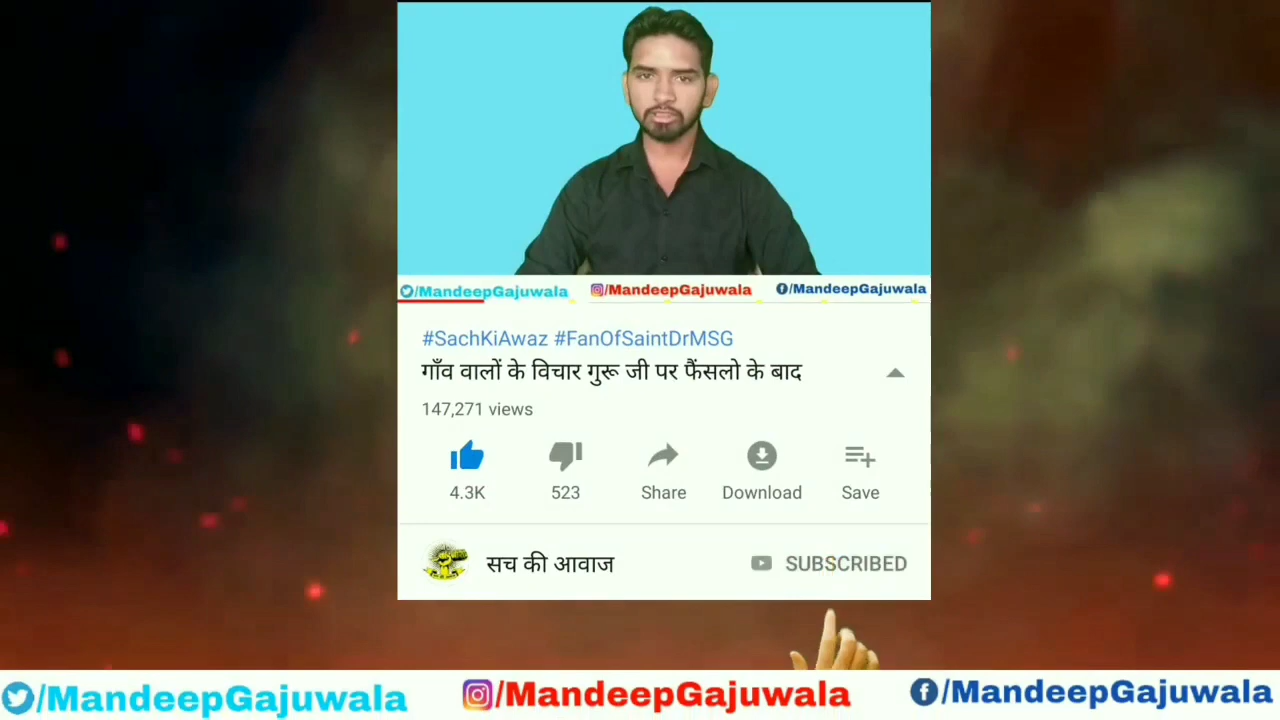 /MandeepGajuwala /MandeepGajuwala /MandeepGajuwala
#SachKiAwaz #FanOfSaintDrMSG
गाँव वालों के विचार गुरू जी पर फैंसलो के बाद
147,271 views
4.3K 523 Share Download Save
सच की आवाज SUBSCRIBED
/MandeepGajuwala /MandeepGajuwala /MandeepGajuwala